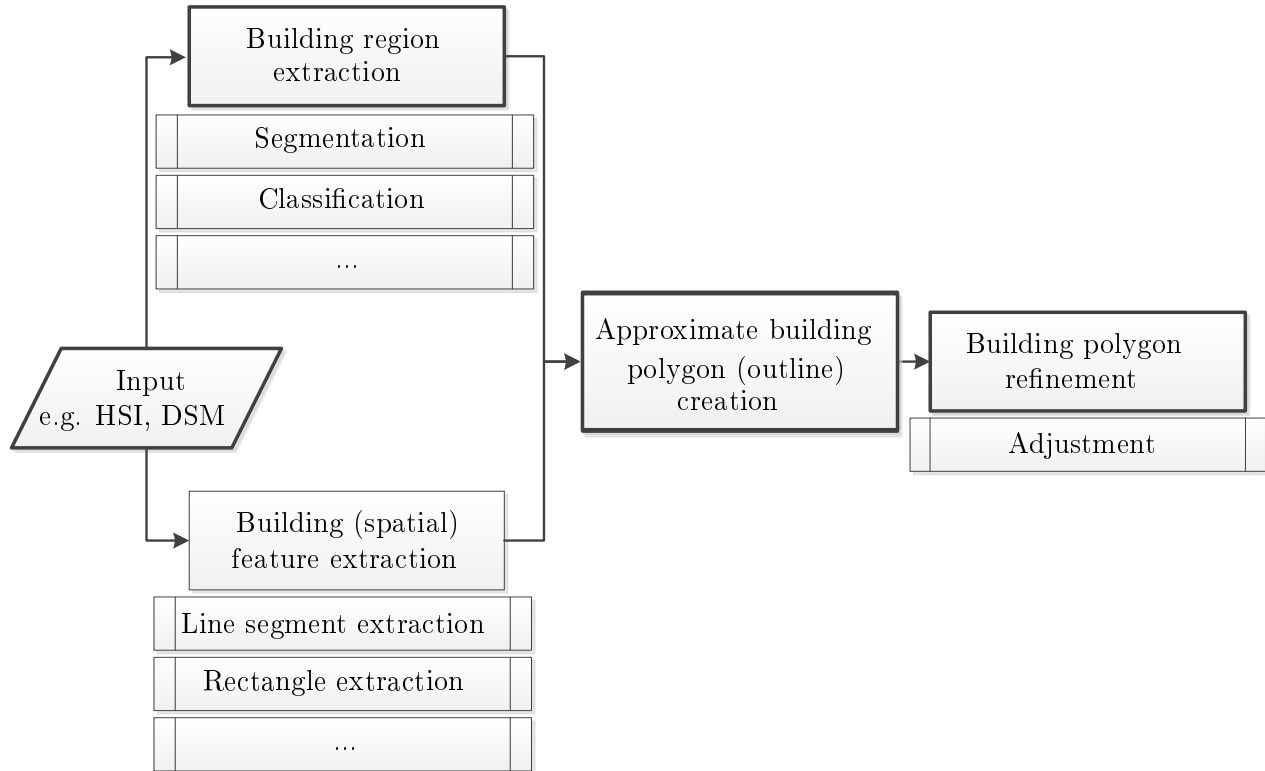 Building region
extraction
Segmentation
Classification
...
Input
e.g. HSI, DSM
Building (spatial)
feature extraction
Line segment extraction
Rectangle extraction
...
Approximate building
polygon (outline)
creation
Building polygon
refinement
Adjustment